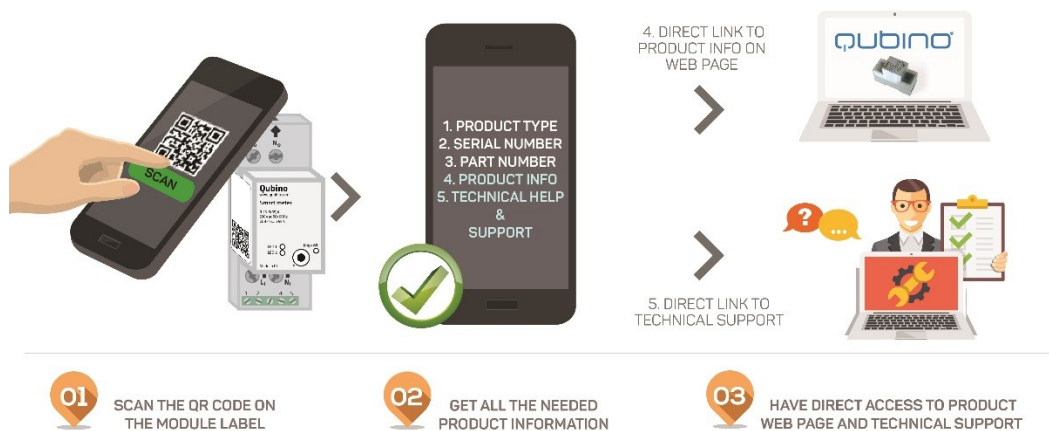 SCAN
Qubino
Smart meter
1. PRODUCT TYPE
2. SERIAL NUMBER
3. PART NUMBER
4. PRODUCT INFO
5. TECHNICAL HELP
&
SUPPORT
4. DIRECT LINK TO
PRODUCT INFO ON
WEB PAGE
QUBINO
?
...
5. DIRECT LINK TO
TECHNICAL SUPPORT
01
SCAN THE QR CODE ON
THE MODULE LABEL
02
GET ALL THE NEEDED
PRODUCT INFORMATION
03
HAVE DIRECT ACCESS TO PRODUCT
WEB PAGE AND TECHNICAL SUPPORT